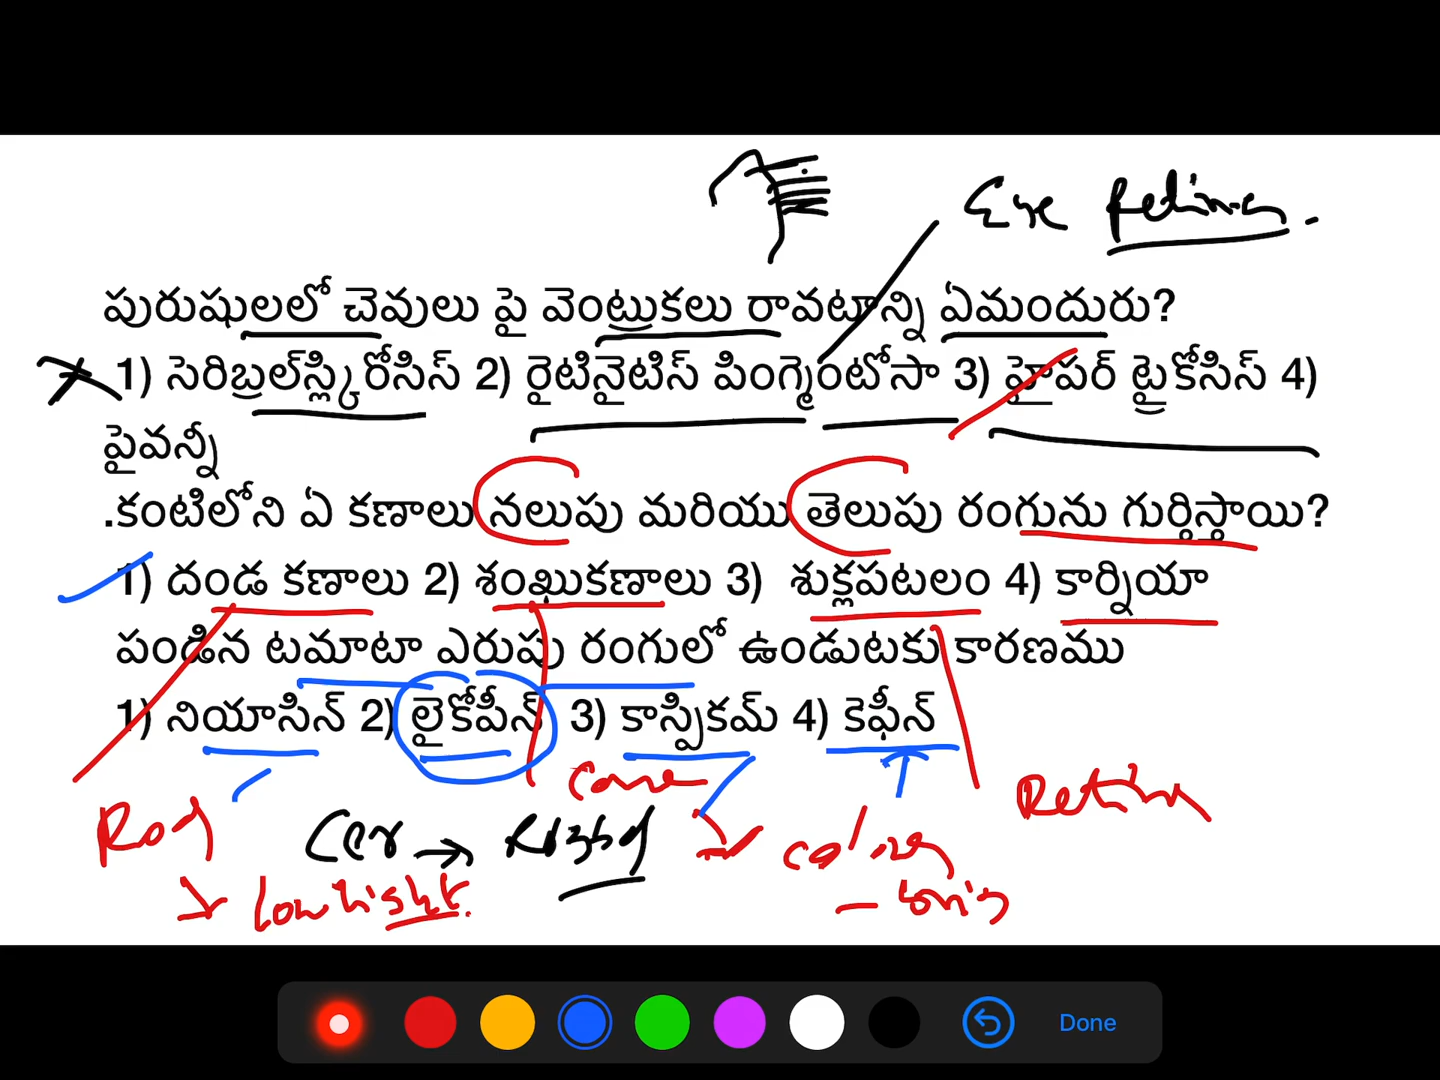 Eye Retina.
పురుషులలో చెవులు పై వెంట్రుకలు రావటాన్ని ఏమందురు?
1) సెరిబ్రల్‌స్క్లిరోసిస్ 2) రైటినైటిస్ పింగ్మెంటోసా 3) హైపర్ ట్రైకోసిస్ 4)
పైవన్నీ
.కంటిలోని ఏ కణాలు నలుపు మరియు తెలుపు రంగును గుర్తిస్తాయి?
1) దండ కణాలు 2) శంఖుకణాలు 3) శుక్లపటలం 4) కార్నియా
పండిన టమాటా ఎరుపు రంగులో ఉండుటకు కారణము
1) నియాసిన్ 2) లైకోపీన్ 3) కాస్పికమ్ 4) కెఫీన్
Cone
Retina
Rod
low light.
Done